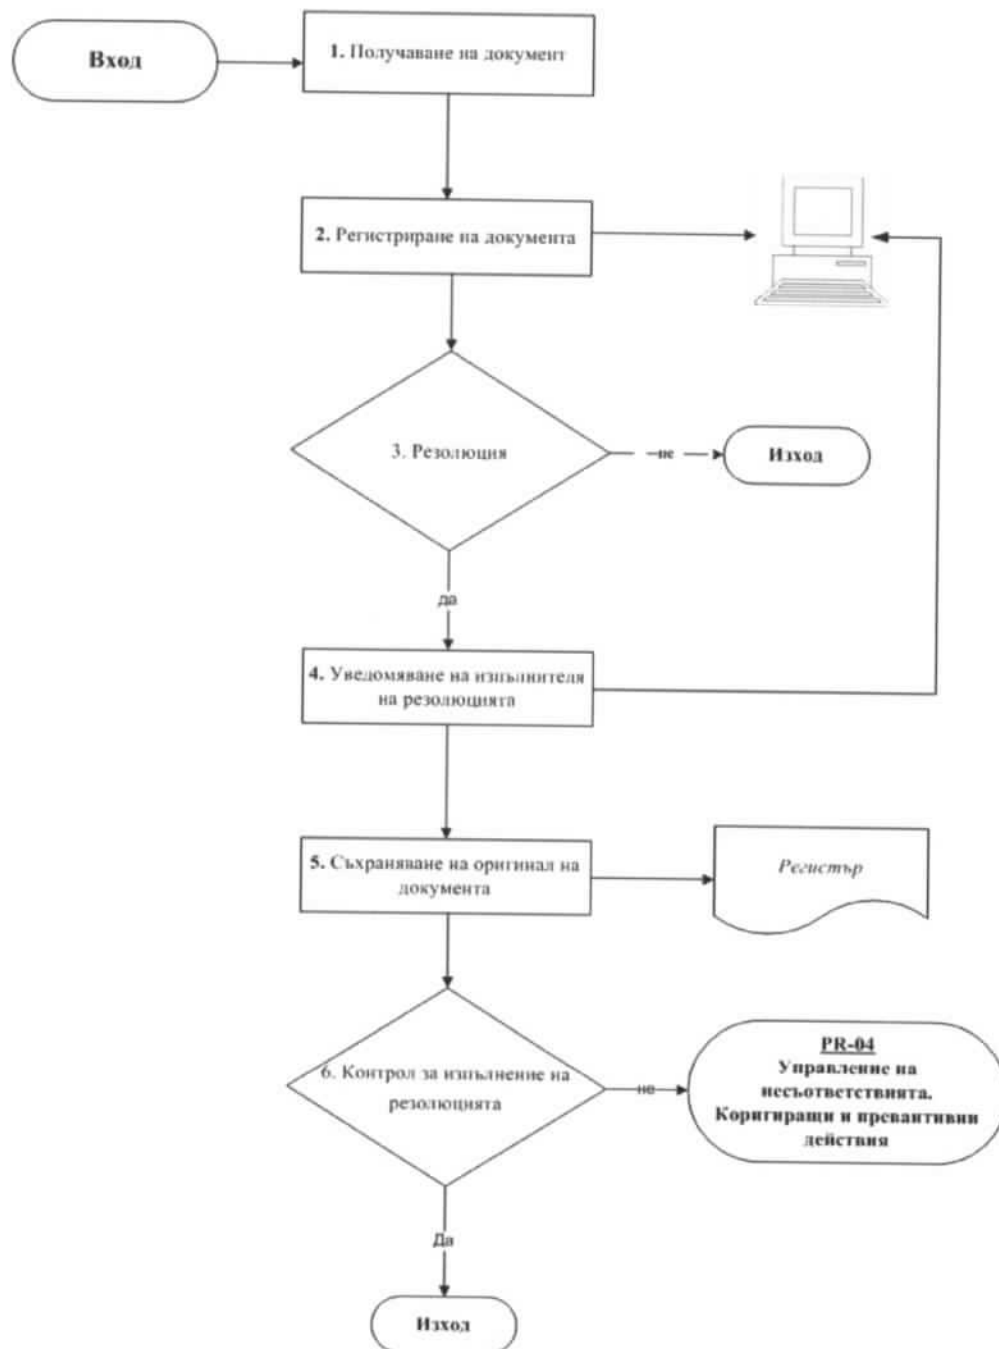 Вход
1. Получаване на документ
2. Регистриране на документа
3. Резолюция
не
Изход
да
4. Уведомяване на изпълнителя
на резолюцията
5. Съхраняване на оригинал на
документа
Регистър
6. Контрол за изпълнение на
резолюцията
не
PR-04
Управление на
несъответствията.
Коригиращи и превантивни
действия
Да
Изход